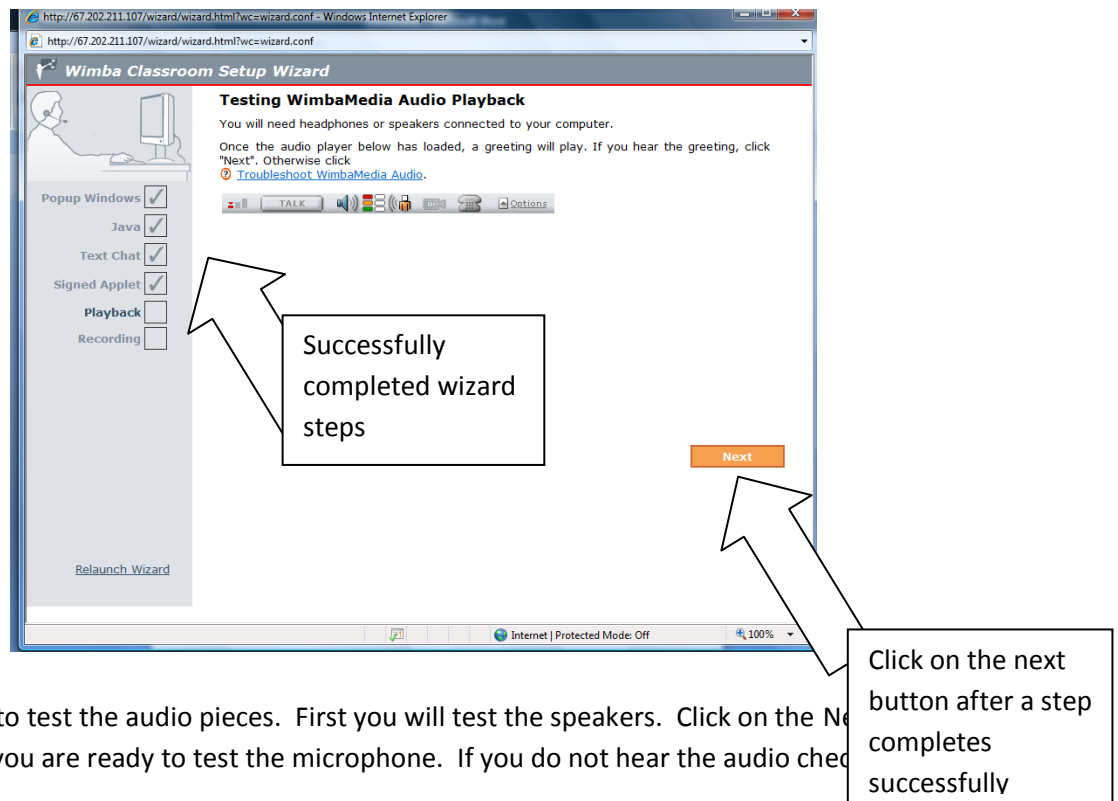 http://67.202.211.107/wizard/wizard.html?wc=wizard.conf - Windows Internet Explorer
http://67.202.211.107/wizard/wizard.html?wc=wizard.conf
Wimba Classroom Setup Wizard
Testing WimbaMedia Audio Playback
You will need headphones or speakers connected to your computer.
Once the audio player below has loaded, a greeting will play. If you hear the greeting, click
"Next". Otherwise click
Troubleshoot WimbaMedia Audio.
TALK
Options
Popup Windows
Java
Text Chat
Signed Applet
Playback
Recording
Successfully
completed wizard
steps
Next
Relaunch Wizard
Internet | Protected Mode: Off
100%
Click on the next
button after a step
completes
successfully
to test the audio pieces. First you will test the speakers. Click on the
you are ready to test the microphone. If you do not hear the audio